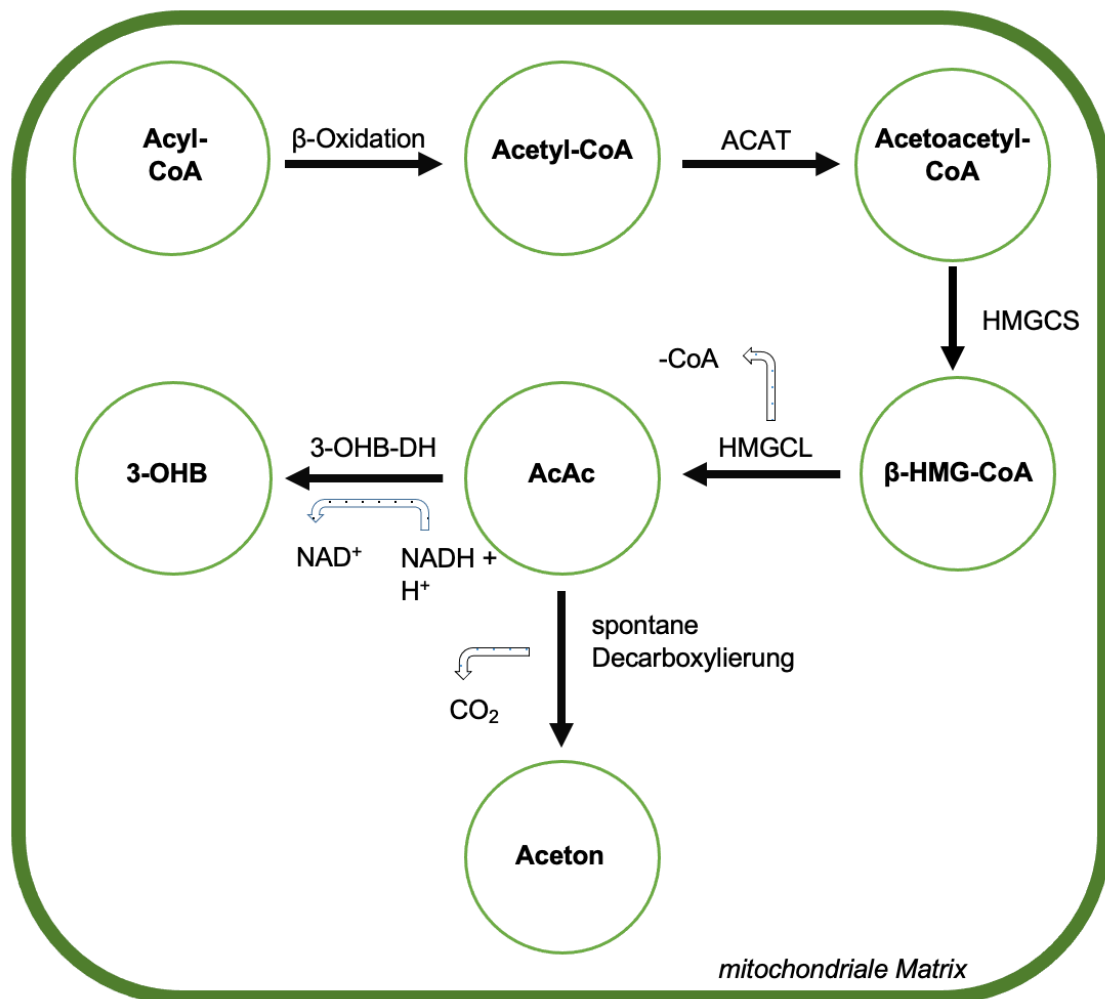 Acyl-
CoA
β-Oxidation
Acetyl-CoA
ACAT
Acetoacetyl-
CoA
HMGCS
-CoA
3-OHB
3-OHB-DH
AcAc
HMGCL
β-HMG-CoA
NAD⁺
NADH +
H⁺
spontane
Decarboxylierung
CO₂
Aceton
mitochondriale Matrix